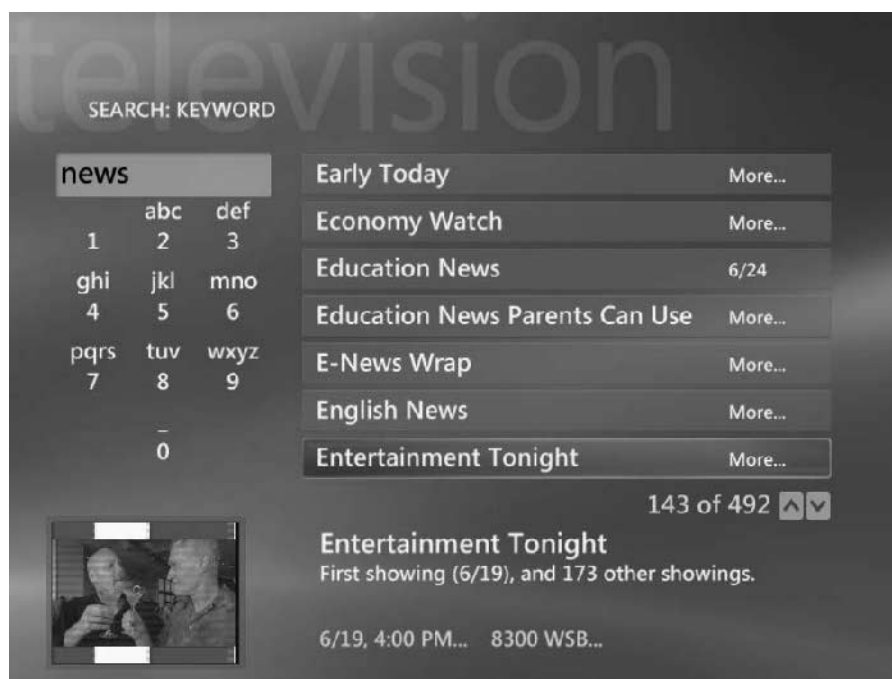 television
SEARCH: KEYWORD
news
abc def
1 2 3
ghi jkl mno
4 5 6
pqrs tuv wxyz
7 8 9
_
0
Early Today More...
Economy Watch More...
Education News 6/24
Education News Parents Can Use More...
E-News Wrap More...
English News More...
Entertainment Tonight More...
143 of 492
Entertainment Tonight
First showing (6/19), and 173 other showings.
6/19, 4:00 PM... 8300 WSB...